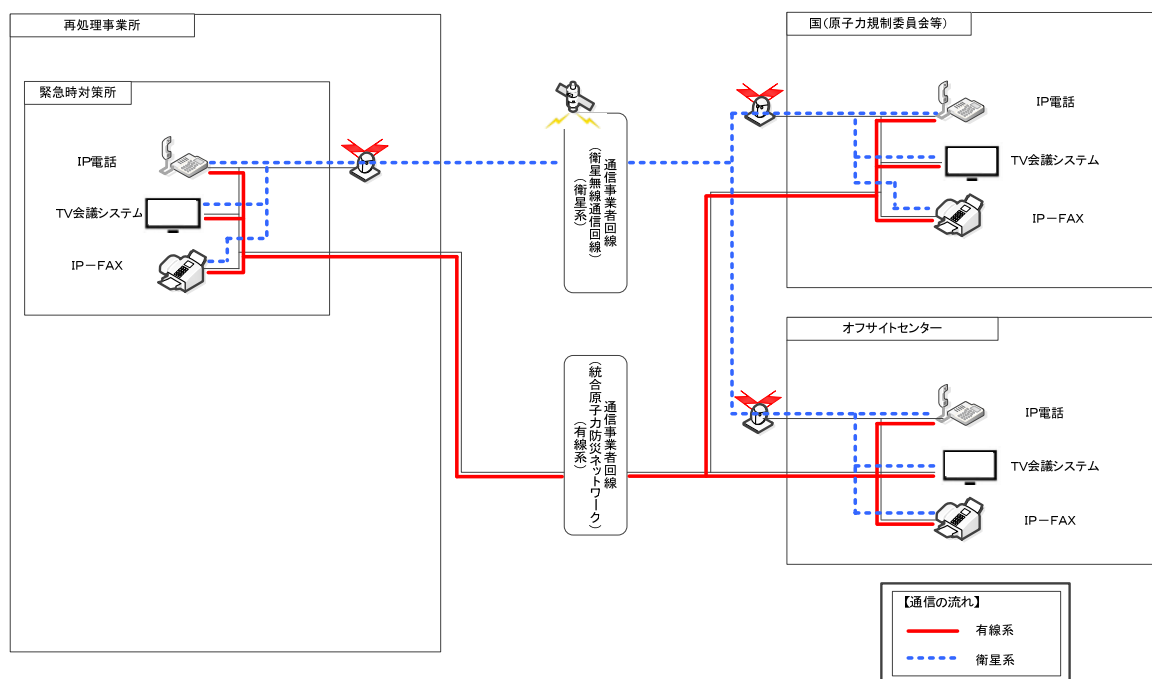 再処理事業所
緊急時対策所
IP電話
TV会議システム
IP－FAX
通信事業者回線
（衛星無線通信回線）
（衛星系）
通信事業者回線
（統合原子力防災ネットワーク）
（有線系）
国(原子力規制委員会等)
IP電話
TV会議システム
IP－FAX
オフサイトセンター
IP電話
TV会議システム
IP－FAX
【通信の流れ】
有線系
衛星系